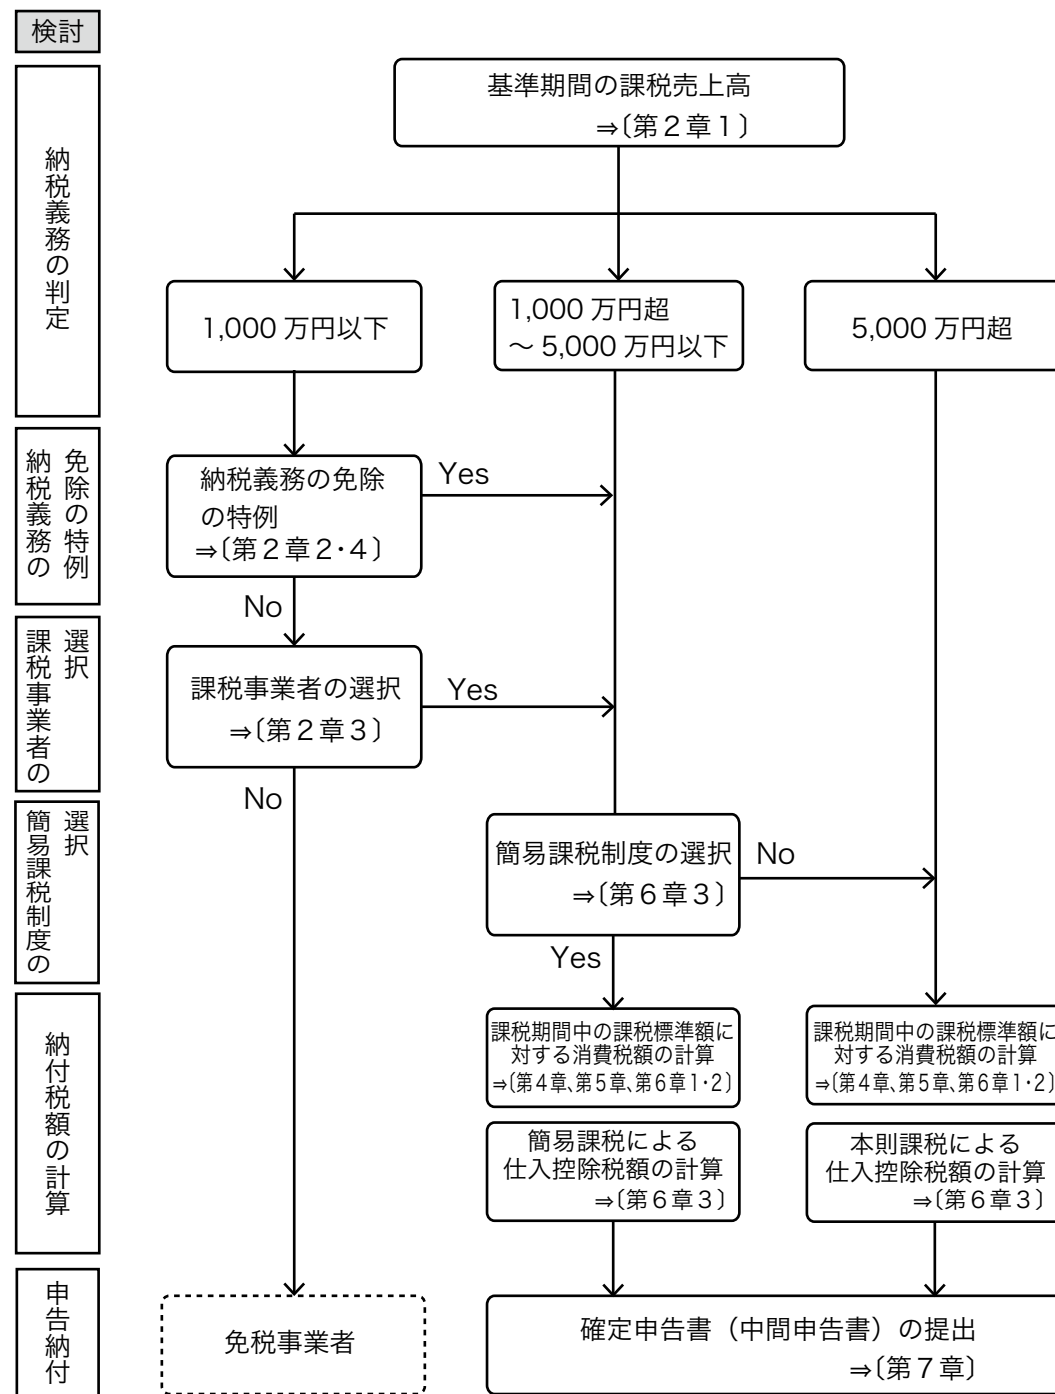 検討
納税義務の判定
基準期間の課税売上高
⇒〔第2章1〕
1,000 万円以下
1,000 万円超
～ 5,000 万円以下
5,000 万円超
納税義務の
免除の特例
納税義務の免除
の特例
⇒〔第2章2・4〕
Yes
No
課税事業者の
選択
課税事業者の選択
⇒〔第2章3〕
Yes
No
簡易課税制度の
選択
簡易課税制度の選択
⇒〔第6章3〕
No
Yes
納付税額の計算
課税期間中の課税標準額に
対する消費税額の計算
⇒〔第4章、第5章、第6章1・2〕
課税期間中の課税標準額に
対する消費税額の計算
⇒〔第4章、第5章、第6章1・2〕
簡易課税による
仕入控除税額の計算
⇒〔第6章3〕
本則課税による
仕入控除税額の計算
⇒〔第6章3〕
申告納付
免税事業者
確定申告書（中間申告書）の提出
⇒〔第7章〕